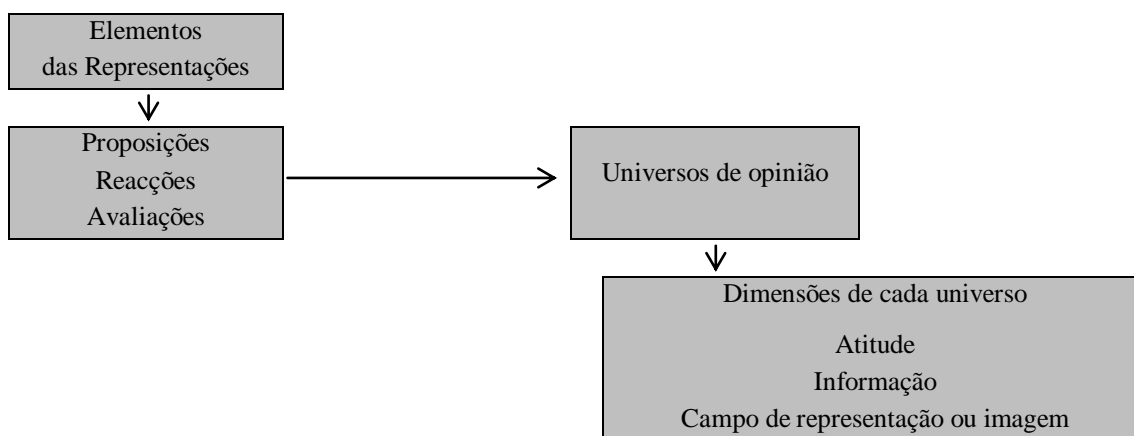 Elementos
das Representações
Proposições
Reacções
Avaliações
Universos de opinião
Dimensões de cada universo
Atitude
Informação
Campo de representação ou imagem